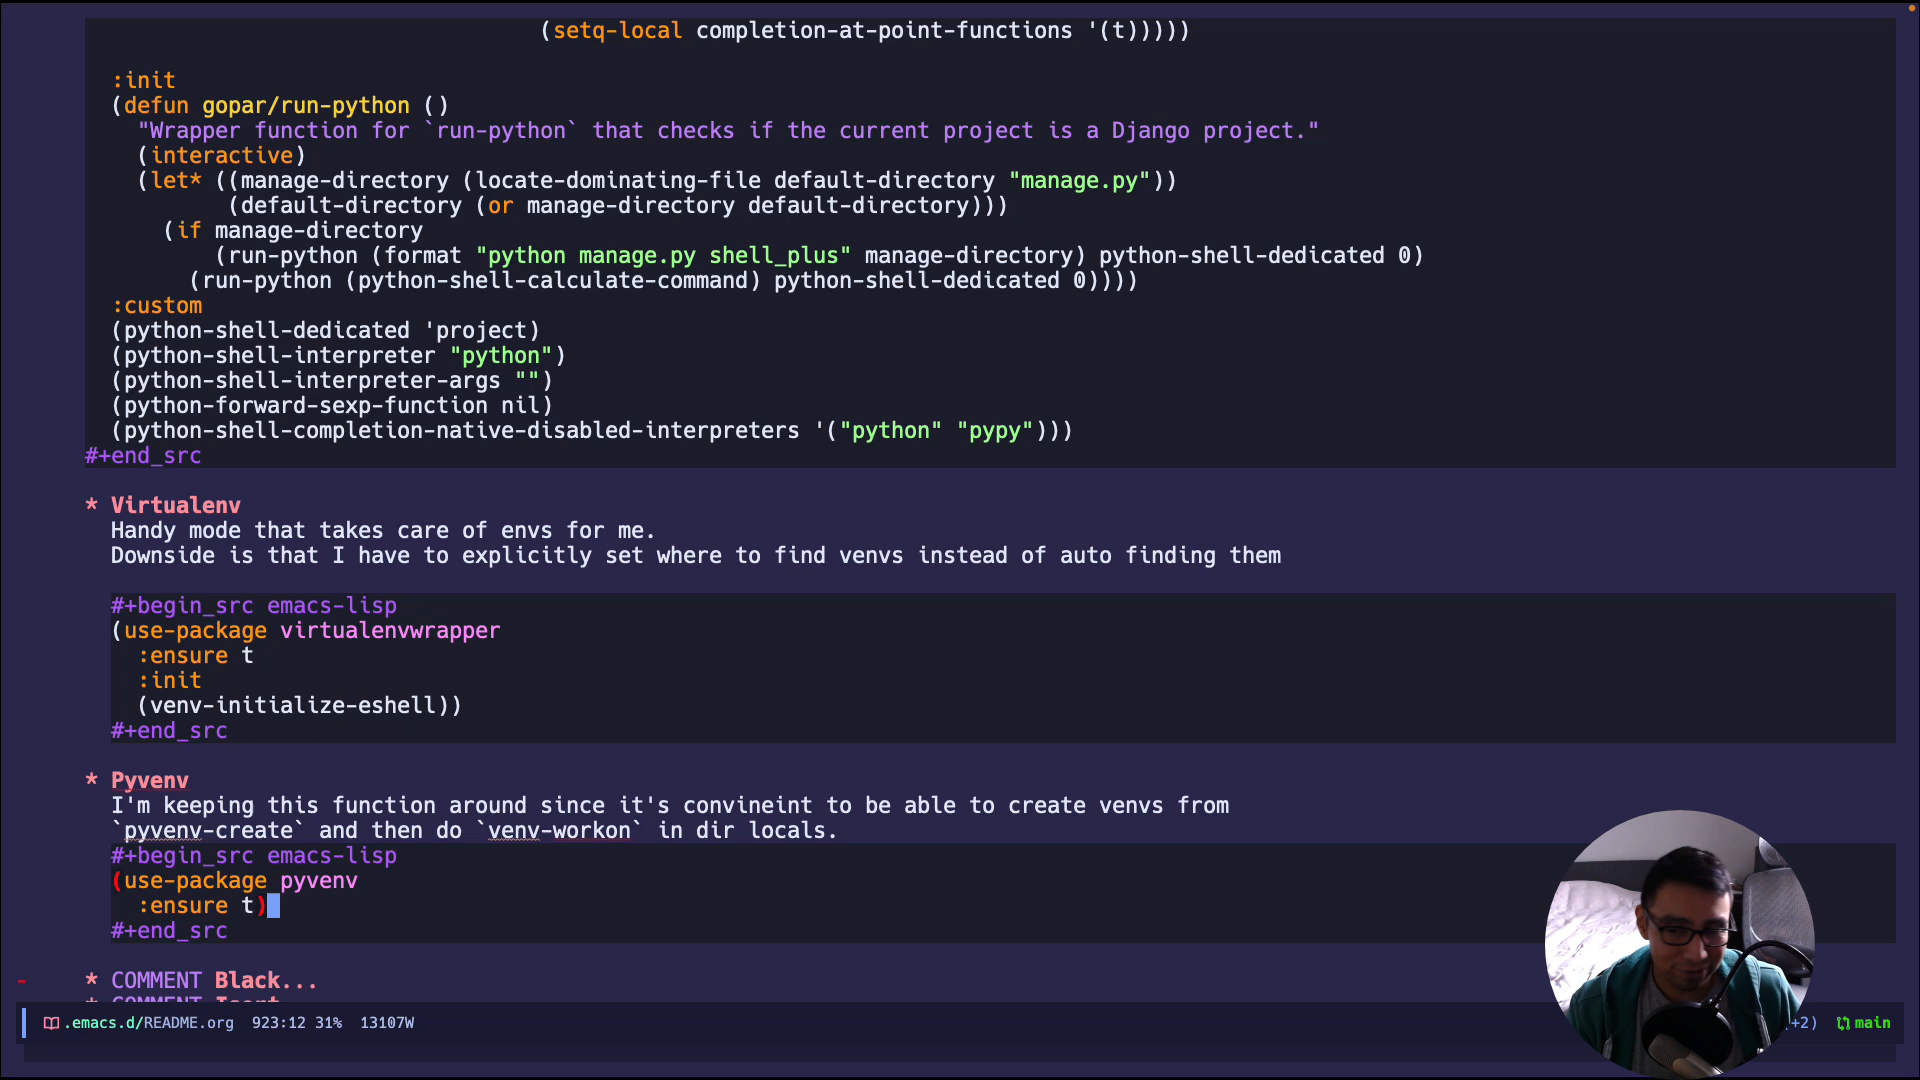 (setq-local completion-at-point-functions '(t)))))
:init
(defun gopar/run-python ()
"Wrapper function for `run-python` that checks if the current project is a Django project."
(interactive)
(let* ((manage-directory (locate-dominating-file default-directory "manage.py"))
(default-directory (or manage-directory default-directory)))
(if manage-directory
(run-python (format "python manage.py shell_plus" manage-directory) python-shell-dedicated 0)
(run-python (python-shell-calculate-command) python-shell-dedicated 0))))
:custom
(python-shell-dedicated 'project)
(python-shell-interpreter "python")
(python-shell-interpreter-args "")
(python-forward-sexp-function nil)
(python-shell-completion-native-disabled-interpreters '("python" "pypy")))
#+end_src
* Virtualenv
Handy mode that takes care of envs for me.
Downside is that I have to explicitly set where to find venvs instead of auto finding them
#+begin_src emacs-lisp
(use-package virtualenvwrapper
:ensure t
:init
(venv-initialize-eshell))
#+end_src
* Pyvenv
I'm keeping this function around since it's convineint to be able to create venvs from
`pyvenv-create` and then do `venv-workon` in dir locals.
#+begin_src emacs-lisp
(use-package pyvenv
:ensure t)
#+end_src
* COMMENT Black...
* COMMENT Isort
.emacs.d/README.org 923:12 31% 13107W +2) main